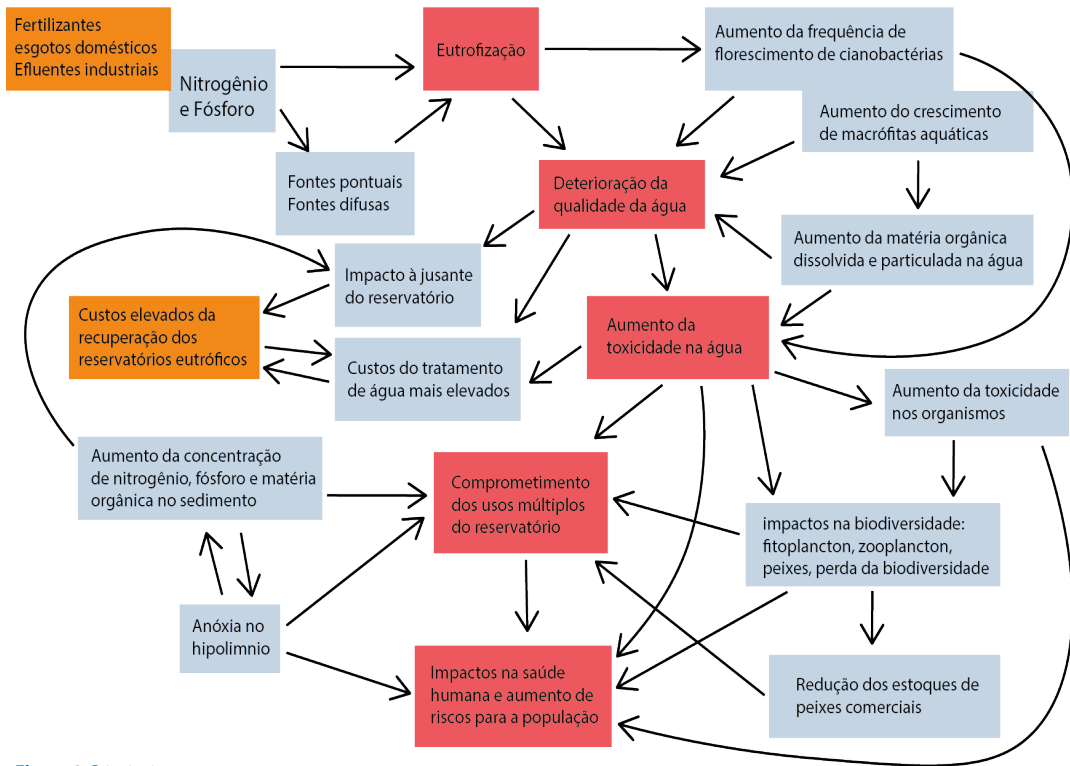 Fertilizantes
esgotos domésticos
Efluentes industriais
Nitrogênio
e Fósforo
Eutrofização
Aumento da frequência de
florescimento de cianobactérias
Aumento do crescimento
de macrófitas aquáticas
Fontes pontuais
Fontes difusas
Deterioração da
qualidade da água
Aumento da matéria orgânica
dissolvida e particulada na água
Impacto à jusante
do reservatório
Custos elevados da
recuperação dos
reservatórios eutróficos
Aumento da
toxicidade na água
Custos do tratamento
de água mais elevados
Aumento da toxicidade
nos organismos
Aumento da concentração
de nitrogênio, fósforo e matéria
orgânica no sedimento
Comprometimento
dos usos múltiplos
do reservatório
impactos na biodiversidade:
fitoplancton, zooplancton,
peixes, perda da biodiversidade
Anóxia no
hipolimnio
Impactos na saúde
humana e aumento de
riscos para a população
Redução dos estoques de
peixes comerciais